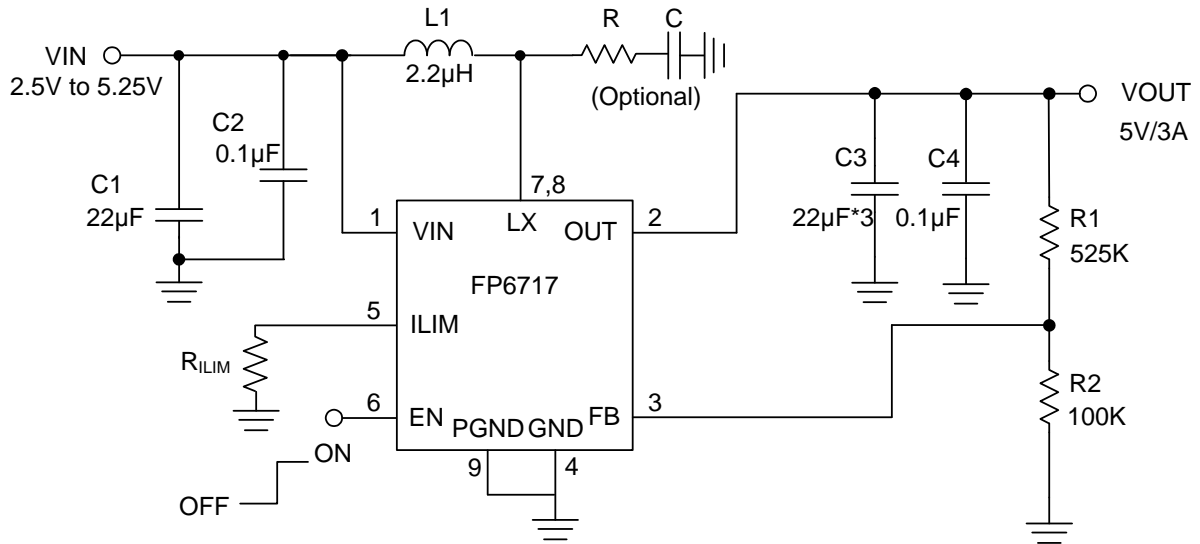 L1
R
C
VIN
2.5V to 5.25V
2.2µH
(Optional)
VOUT
5V/3A
C2
0.1µF
C1
22µF
C3
22µF*3
C4
0.1µF
R1
525K
7,8
1
VIN
LX
OUT
2
FP6717
5
ILIM
RILIM
6
EN
PGND
GND
FB
3
R2
100K
ON
OFF
9
4